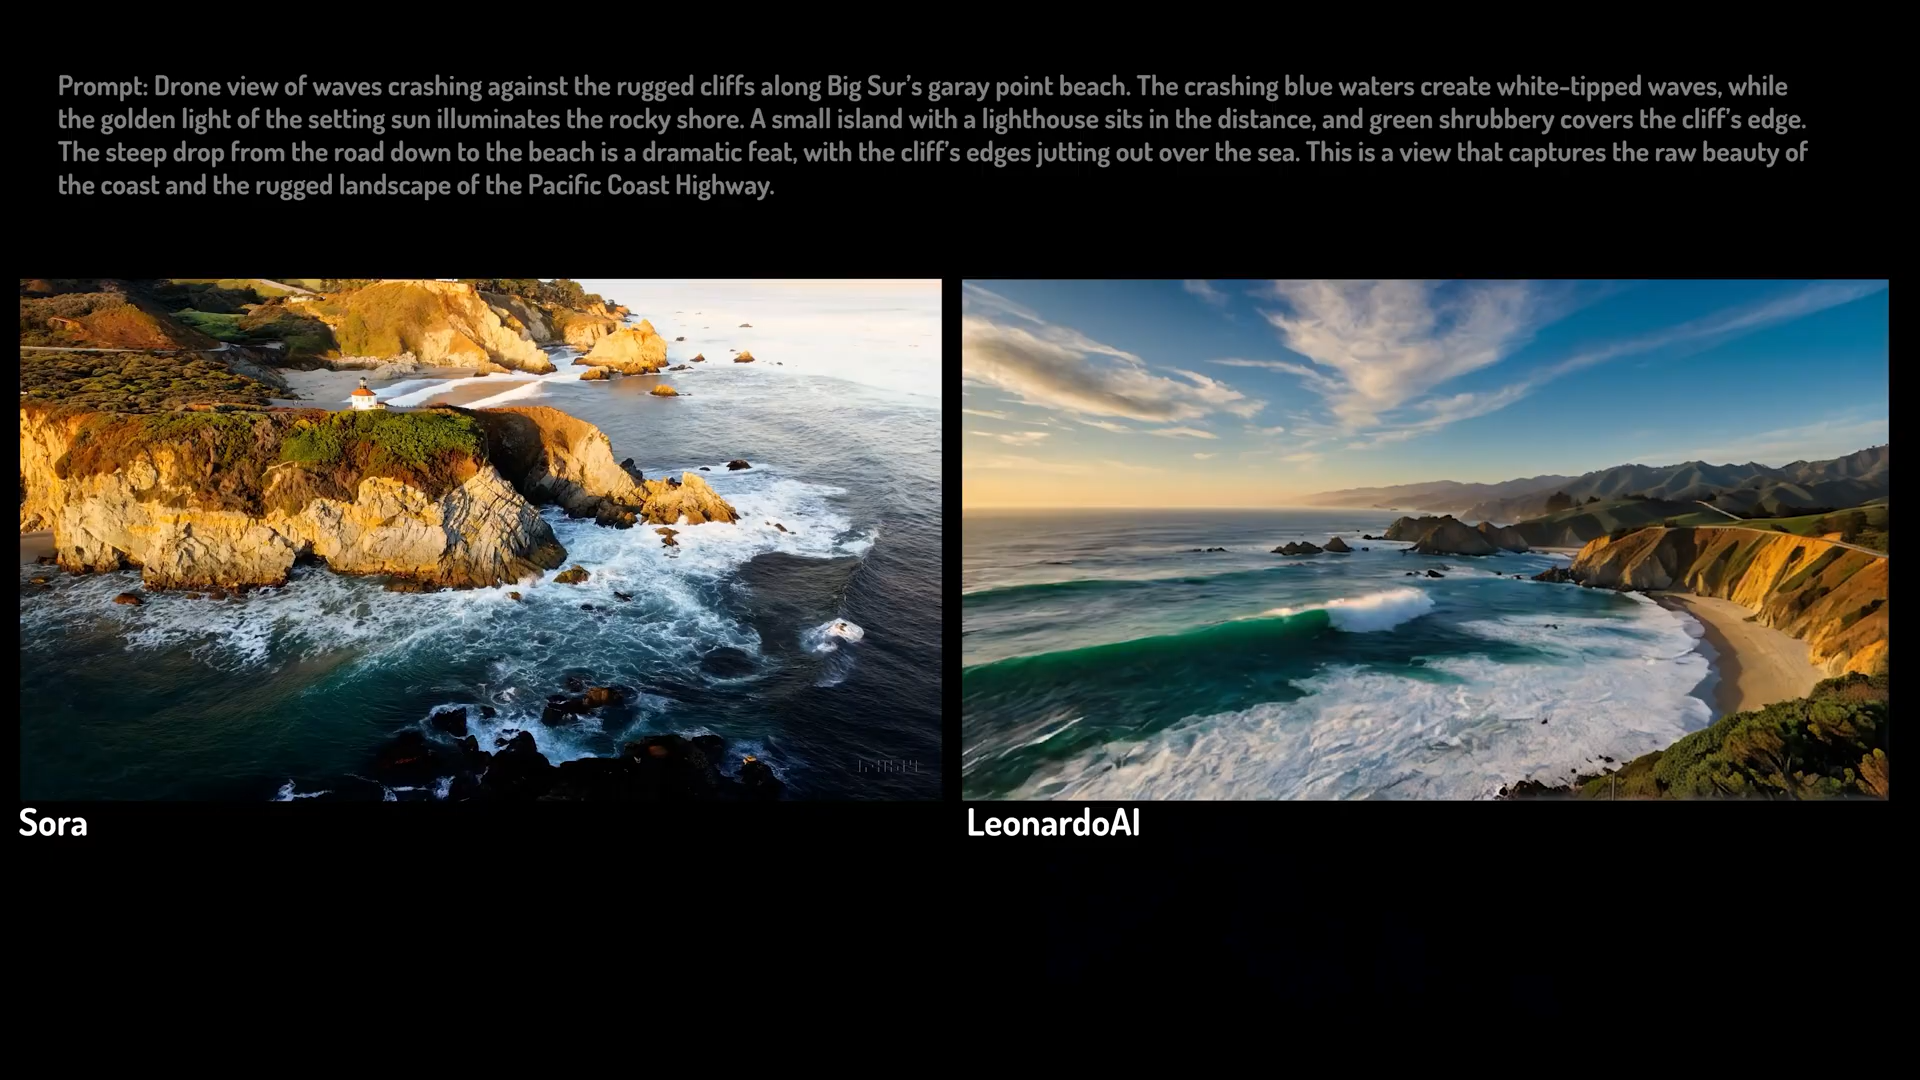 Prompt: Drone view of waves crashing against the rugged cliffs along Big Sur’s garay point beach. The crashing blue waters create white-tipped waves, while
the golden light of the setting sun illuminates the rocky shore. A small island with a lighthouse sits in the distance, and green shrubbery covers the cliff’s edge.
The steep drop from the road down to the beach is a dramatic feat, with the cliff’s edges jutting out over the sea. This is a view that captures the raw beauty of
the coast and the rugged landscape of the Pacific Coast Highway.
Sora
LeonardoAI